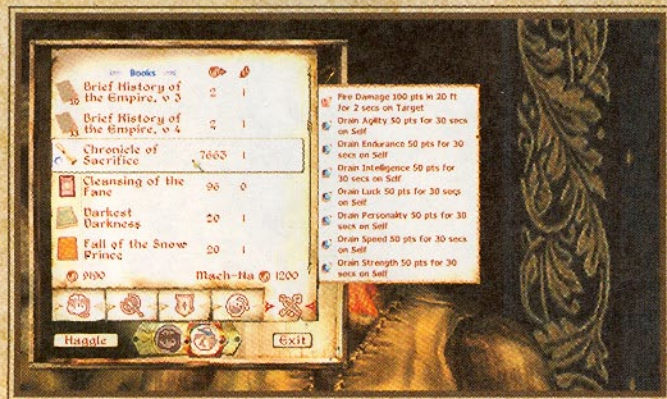 Books
Brief History
of the Empire, v 3
2
1
10
Brief History
of the Empire, v 4
2
1
13
Chronicle of
Sacrifice
7663
1
Cleansing of the
Fane
96
0
Darkest
Darkness
20
1
Fall of the Snow
Prince
20
1
9190
Mach-Na
1200
Haggle
Exit
Fire Damage 100 pts in 20 ft
for 2 secs on Target
Drain Agility 50 pts for 30 secs
on Self
Drain Endurance 50 pts for 30
secs on Self
Drain Intelligence 50 pts for
30 secs on Self
Drain Luck 50 pts for 30 secs
on Self
Drain Personality 50 pts for 30
secs on Self
Drain Speed 50 pts for 30 secs
on Self
Drain Strength 50 pts for 30
secs on Self